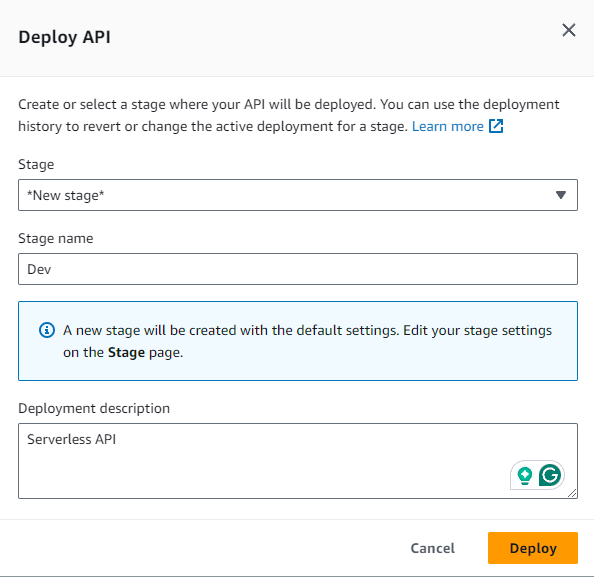 Deploy API
Create or select a stage where your API will be deployed. You can use the deployment
history to revert or change the active deployment for a stage. Learn more
Stage
*New stage*
Stage name
Dev
A new stage will be created with the default settings. Edit your stage settings
on the Stage page.
Deployment description
Serverless API
Cancel
Deploy